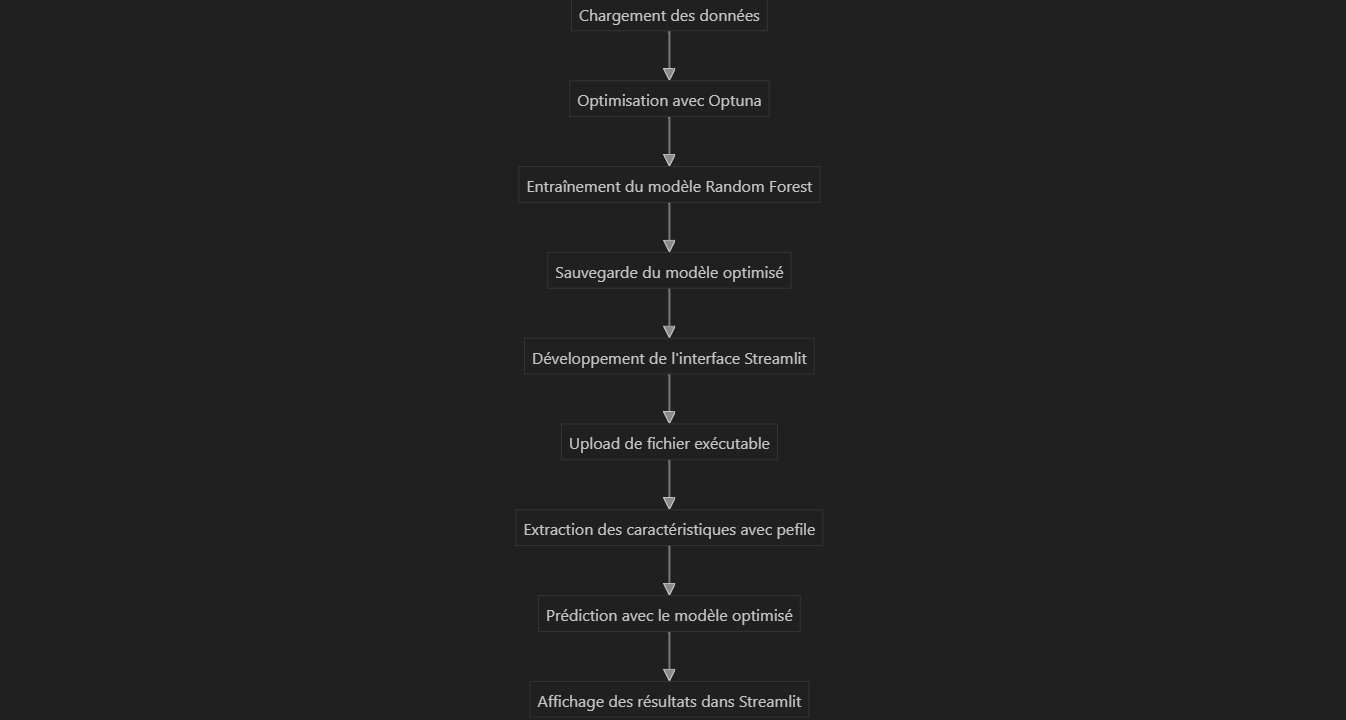 Chargement des données
Optimisation avec Optuna
Entraînement du modèle Random Forest
Sauvegarde du modèle optimisé
Développement de l'interface Streamlit
Upload de fichier exécutable
Extraction des caractéristiques avec pefile
Prédiction avec le modèle optimisé
Affichage des résultats dans Streamlit